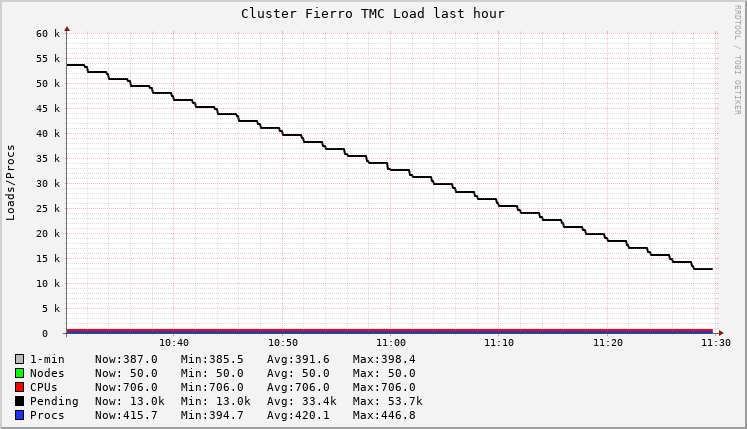 Cluster Fierro TMC Load last hour
RRDTOOL / TOBI OETIKER
Loads/Procs
60 k
55 k
50 k
45 k
40 k
35 k
30 k
25 k
20 k
15 k
10 k
5 k
0
10:40 10:50 11:00 11:10 11:20 11:30
1-min Now:387.0 Min:385.5 Avg:391.6 Max:398.4
Nodes Now: 50.0 Min: 50.0 Avg: 50.0 Max: 50.0
CPUs Now:706.0 Min:706.0 Avg:706.0 Max:706.0
Pending Now: 13.0k Min: 13.0k Avg: 33.4k Max: 53.7k
Procs Now:415.7 Min:394.7 Avg:420.1 Max:446.8